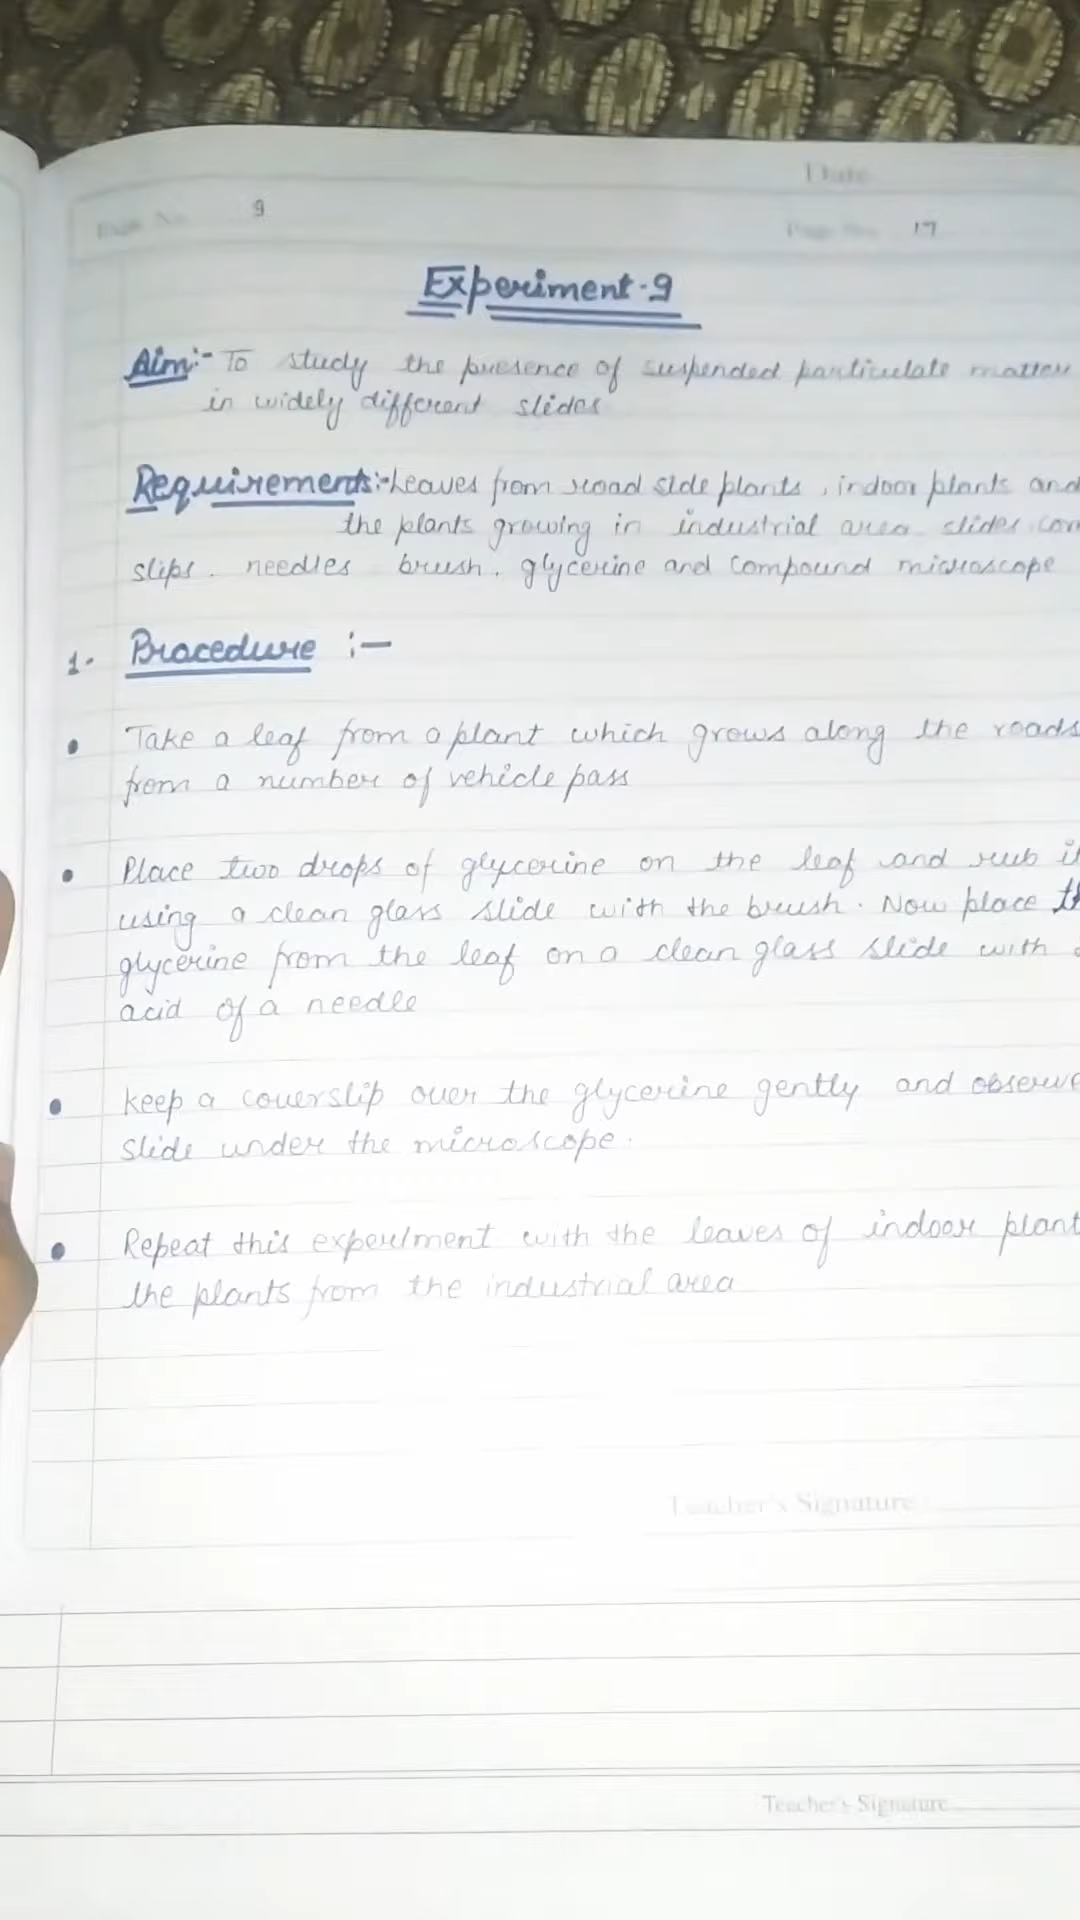 Date
Expt. No. 9
Page No. 17
Experiment-9
Aim:- To study the presence of suspended particulate matter
in widely different slides
Requirements:- Leaves from road side plants, indoor plants and
the plants growing in industrial area slides, cov
slips. needles brush, glycerine and compound microscope
1. Procedure :-
• Take a leaf from a plant which grows along the roads
from a number of vehicle pass
• Place two drops of glycerine on the leaf and rub it
using a clean glass slide with the brush. Now place th
glycerine from the leaf on a clean glass slide with
acid of a needle
• keep a coverslip over the glycerine gently and observe
slide under the microscope.
• Repeat this experiment with the leaves of indoor plant
the plants from the industrial area
Teacher's Signature
Teacher's Signature